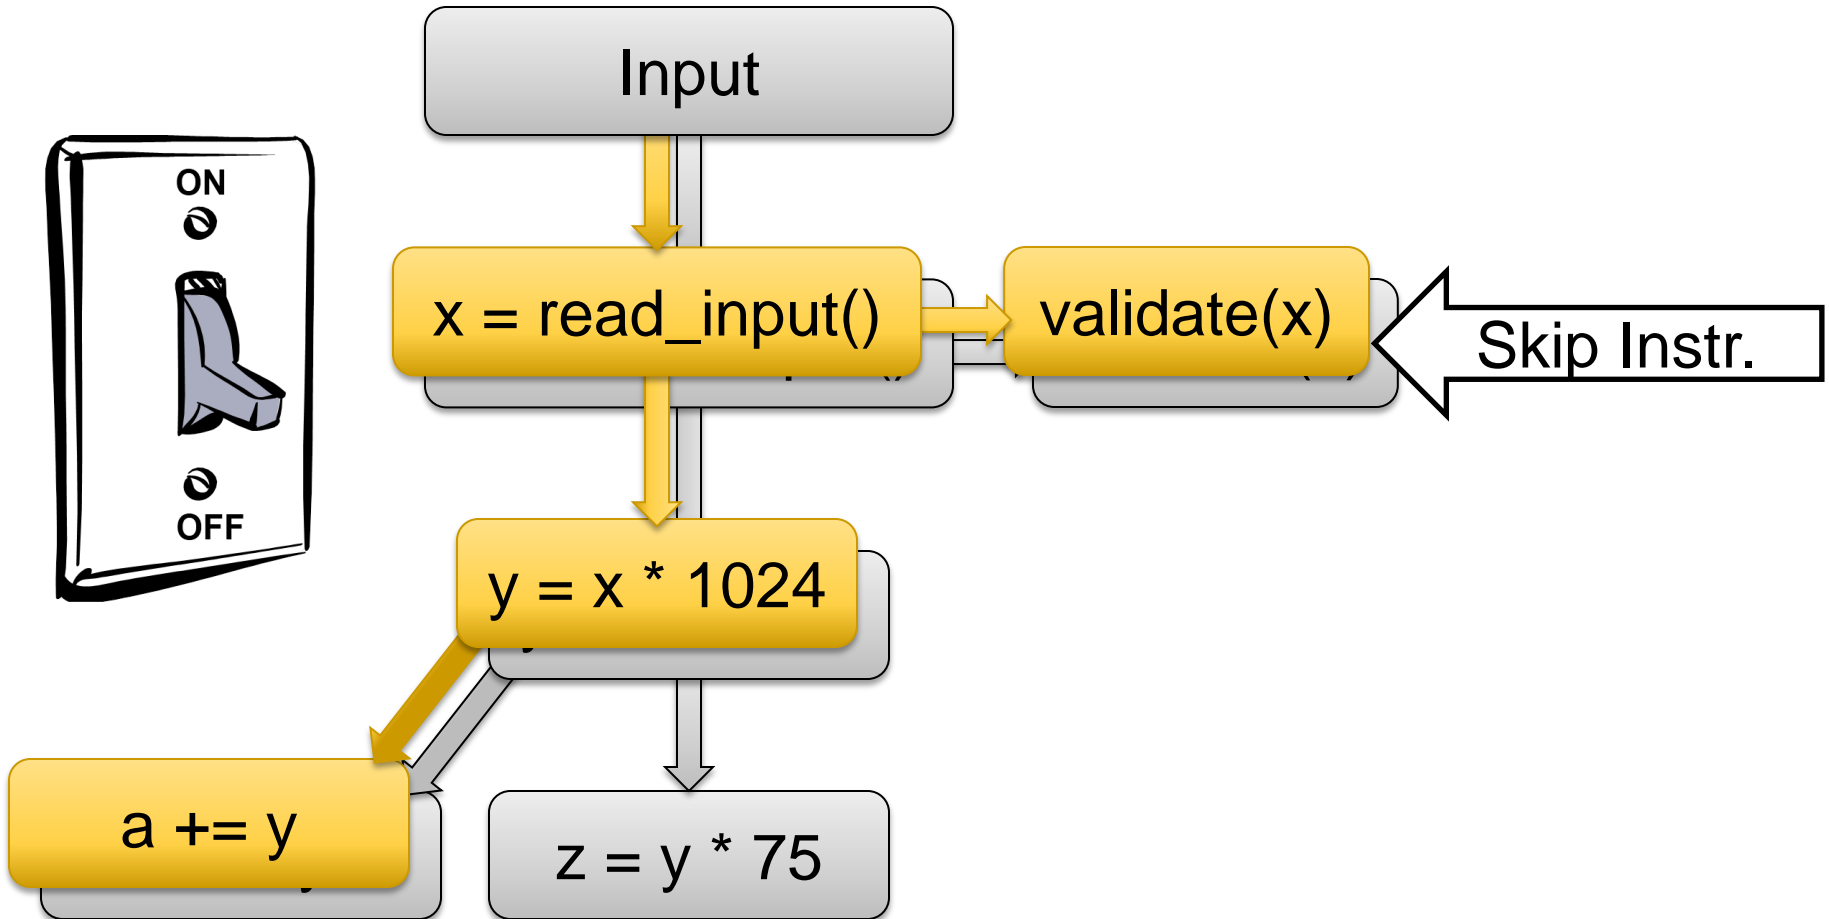 Input
ON
x = read_input()
validate(x)
Skip Instr.
OFF
y = x * 1024
a += y
z = y * 75